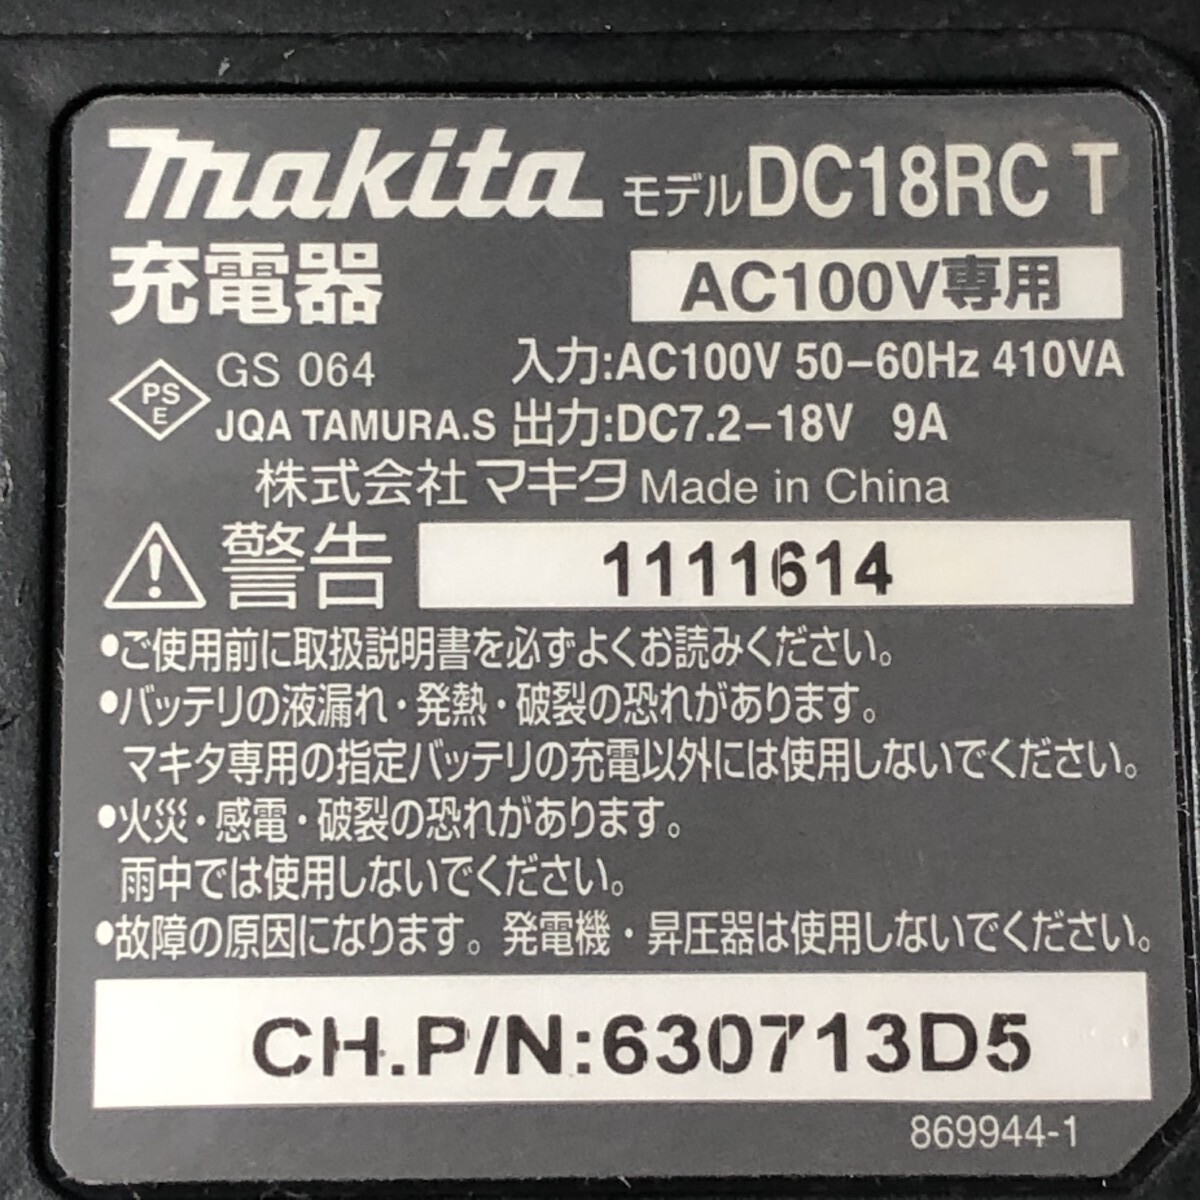 makita モデル DC18RC T
充電器 AC100V専用
PS E GS 064 入力:AC100V 50-60Hz 410VA
JQA TAMURA.S 出力:DC7.2-18V 9A
株式会社 マキタ Made in China
警告 1111614
•ご使用前に取扱説明書を必ずよくお読みください。
•バッテリの液漏れ・発熱・破裂の恐れがあります。
マキタ専用の指定バッテリの充電以外には使用しないでください。
•火災・感電・破裂の恐れがあります。
雨中では使用しないでください。
•故障の原因になります。発電機・昇圧器は使用しないでください。
CH.P/N:630713D5
869944-1